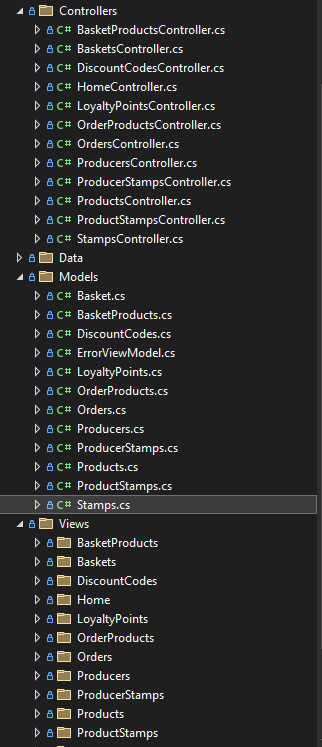 Controllers
C# BasketProductsController.cs
C# BasketsController.cs
C# DiscountCodesController.cs
C# HomeController.cs
C# LoyaltyPointsController.cs
C# OrderProductsController.cs
C# OrdersController.cs
C# ProducersController.cs
C# ProducerStampsController.cs
C# ProductsController.cs
C# ProductStampsController.cs
C# StampsController.cs
Data
Models
C# Basket.cs
C# BasketProducts.cs
C# DiscountCodes.cs
C# ErrorViewModel.cs
C# LoyaltyPoints.cs
C# OrderProducts.cs
C# Orders.cs
C# Producers.cs
C# ProducerStamps.cs
C# Products.cs
C# ProductStamps.cs
C# Stamps.cs
Views
BasketProducts
Baskets
DiscountCodes
Home
LoyaltyPoints
OrderProducts
Orders
Producers
ProducerStamps
Products
ProductStamps